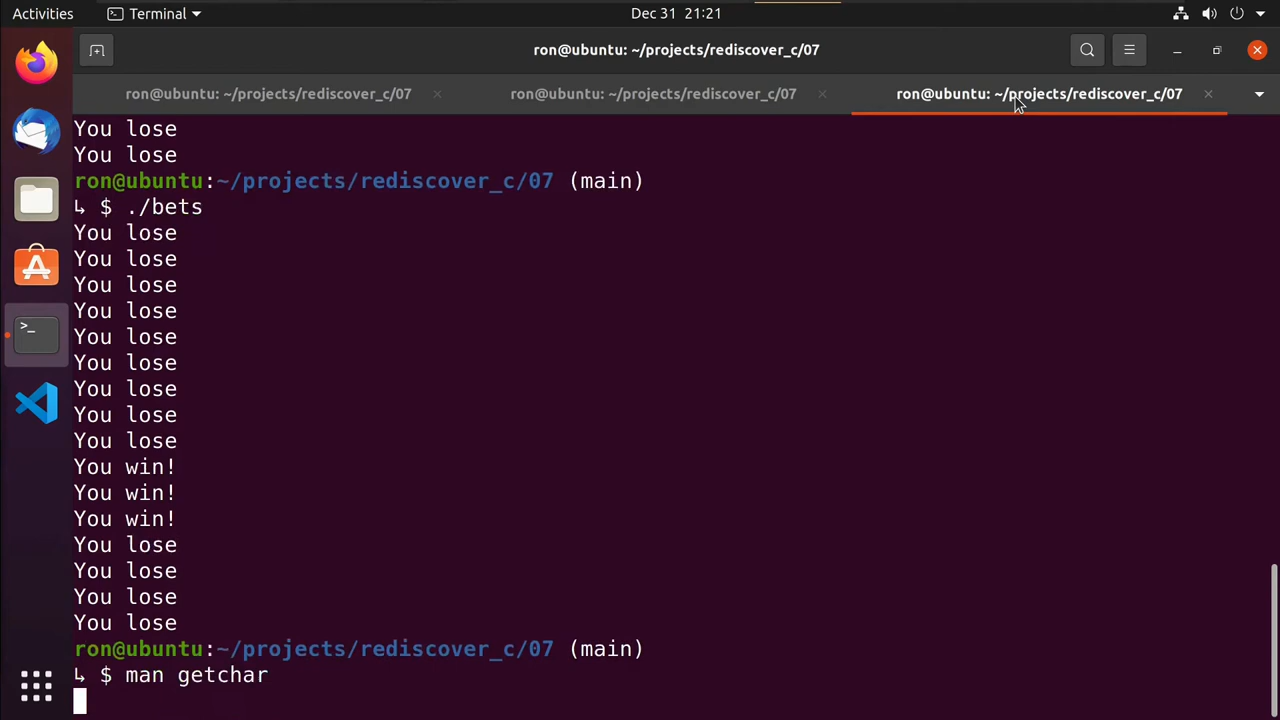 Activities Terminal Dec 31 21:21
ron@ubuntu: ~/projects/rediscover_c/07
ron@ubuntu: ~/projects/rediscover_c/07 ron@ubuntu: ~/projects/rediscover_c/07 ron@ubuntu: ~/projects/rediscover_c/07
You lose
You lose
ron@ubuntu:~/projects/rediscover_c/07 (main)
↳ $ ./bets
You lose
You lose
You lose
You lose
You lose
You lose
You lose
You lose
You lose
You win!
You win!
You win!
You lose
You lose
You lose
You lose
ron@ubuntu:~/projects/rediscover_c/07 (main)
↳ $ man getchar